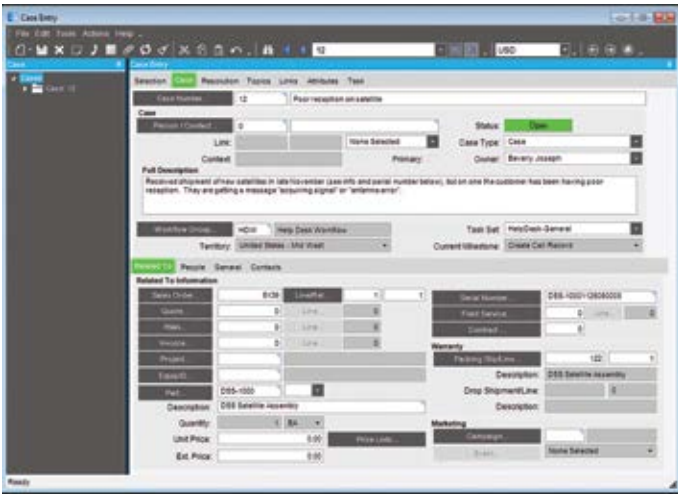 Case Entry
File Edit Tools Actions Help
12 USD
Cases Case Entry
Cases
Case: 12
Selection Case Resolution Topics Links Attributes Task
Case Number... 12 Poor reception on satellite
Case
Person / Contact 0 Status: Open
Link: None Selected Case Type: Case
Context: Primary: Owner: Beverly Joseph
Full Description
Received shipment of new satellites in late November (see info and serial number below), but on one the customer has been having poor
reception. They are getting a message "acquiring signal" or "antenna error".
Workflow Group... HDW Help Desk Workflow Task Set: HelpDesk-General
Territory: United States - Mid West Current Milestone: Create Call Record
Related To People General Contacts
Related To Information
Sales Order... Line/Rel... 1 1 Serial Number...
Quote... 0 Line... 0 Field Service 0 Line... 0
0 Line... 0 Contract... 0
Invoice... 0 Line... 0 Warranty
Project... Packing Slip/Line... 122 1
Equip ID... Description: DSS Satellite Assembly
Part... DSS-1000 Drop Shipment/Line: 0
Description: DSS Satellite Assembly Description:
Quantity: 1 EA Marketing
Unit Price: 0.00 Price Lists... Campaign...
Ext. Price: 0.00 Event... None Selected
Ready